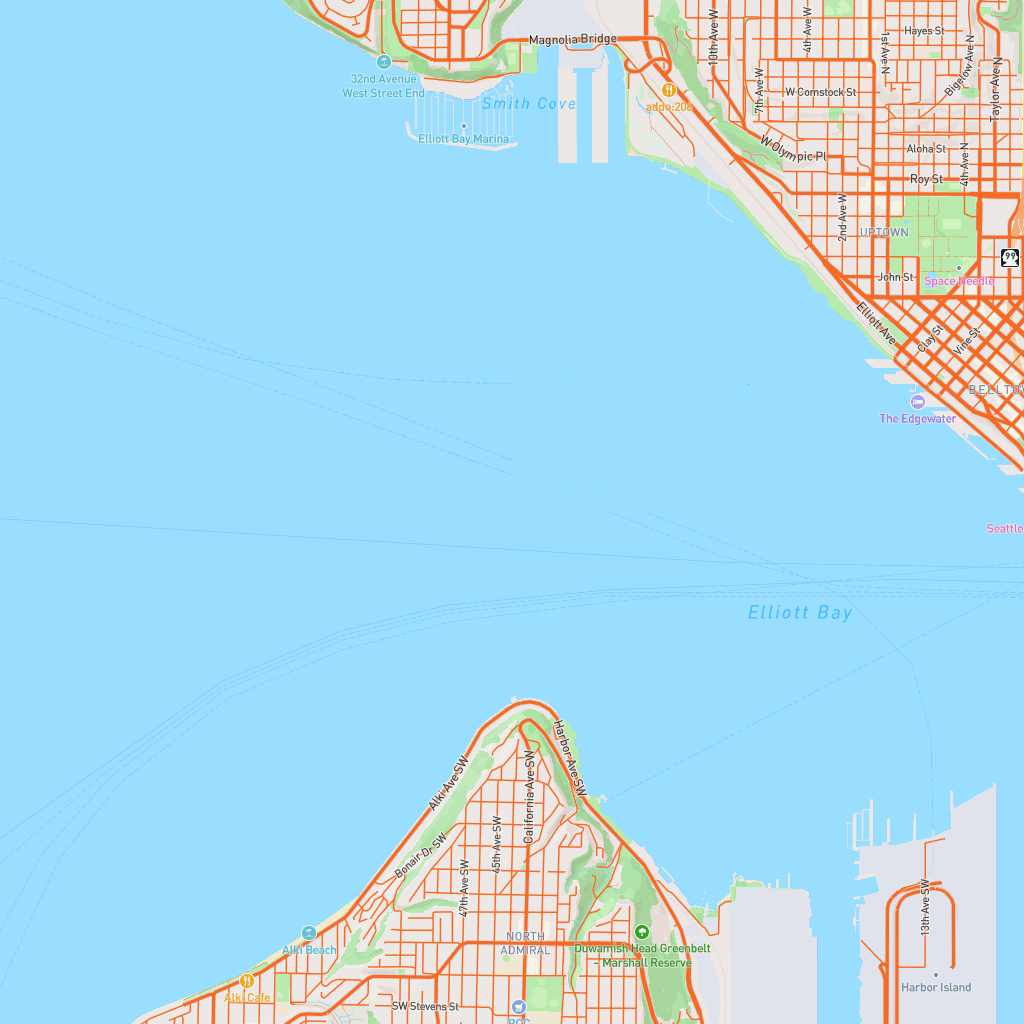 Hayes St
4th Ave W
10th Ave W
1st Ave N
Magnolia Bridge
Bigelow Ave N
Taylor Ave N
32nd Avenue
West Street End
7th Ave W
W Comstock St
addo:206
Smith Cove
Elliott Bay Marina
W Olympic Pl
Aloha St
4th Ave N
Roy St
2nd Ave W
UPTOWN
99
John St
Space Needle
Elliott Ave
Clay St
Vine St
The Edgewater
Seattle
Elliott Bay
Harbor Ave SW
Alki Ave SW
California Ave SW
45th Ave SW
Bonair Dr SW
47th Ave SW
13th Ave SW
NORTH
ADMIRAL
Alki Beach
Duwamish Head Greenbelt
– Marshall Reserve
Harbor Island
Alki Cafe
SW Stevens St